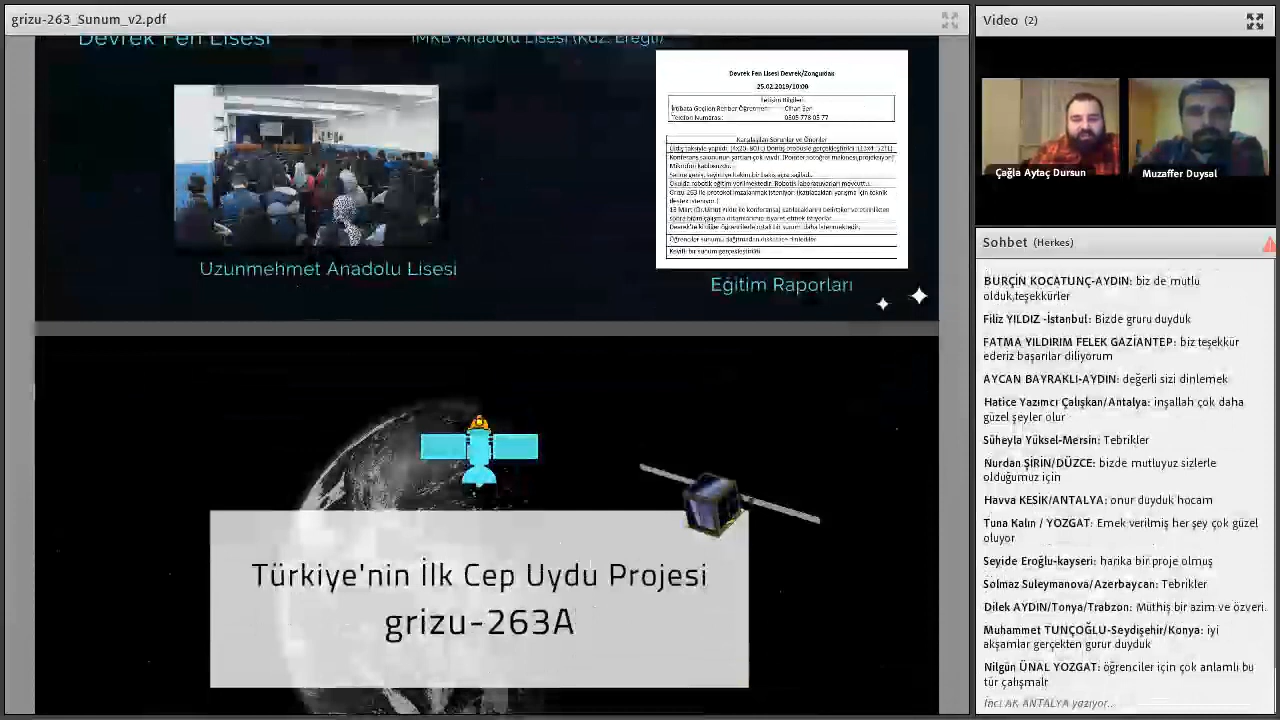 grizu-263_Sunum_v2.pdf
Devrek Fen Lisesi
İMKB Anadolu Lisesi (Kdz. Ereğli)
Devrek Fen Lisesi Devrek/Zonguldak
25.02.2019/10:00
İletişim Bilgileri
Telefon Numarası:
Karşılaşılan Sorunlar ve Öneriler
Uzunmehmet Anadolu Lisesi
Eğitim Raporları
Türkiye'nin İlk Cep Uydu Projesi
grizu-263A
Video (2)
Çağla Aytaç Dursun
Muzaffer Duysal
Sohbet (Herkes)
BURÇİN KOCATUNÇ-AYDIN: biz de mutlu
olduk,teşekkürler
Filiz YILDIZ -İstanbul: Bizde gruru duyduk
FATMA YILDIRIM FELEK GAZİANTEP: biz teşekkür
ederiz başarılar diliyorum
AYCAN BAYRAKLI-AYDIN: değerli sizi dinlemek
Hatice Yazımcı Çalışkan/Antalya: inşallah çok daha
güzel şeyler olur
Süheyla Yüksel-Mersin: Tebrikler
Nurdan ŞİRİN/DÜZCE: bizde mutluyuz sizlerle
olduğumuz için
Havva KESİK/ANTALYA: onur duyduk hocam
Tuna Kalın / YOZGAT: Emek verilmiş her şey çok güzel
oluyor
Seyide Eroğlu-kayseri: harika bir proje olmuş
Solmaz Suleymanova/Azerbaycan: Tebrikler
Dilek AYDIN/Tonya/Trabzon: Müthiş bir azim ve özveri.
Muhammet TUNÇOĞLU-Seydişehir/Konya: iyi
akşamlar gerçekten gurur duyduk
Nilgün ÜNAL YOZGAT: öğrenciler için çok anlamlı bu
tür çalışmalr
İnci AK ANTALYA yazıyor...